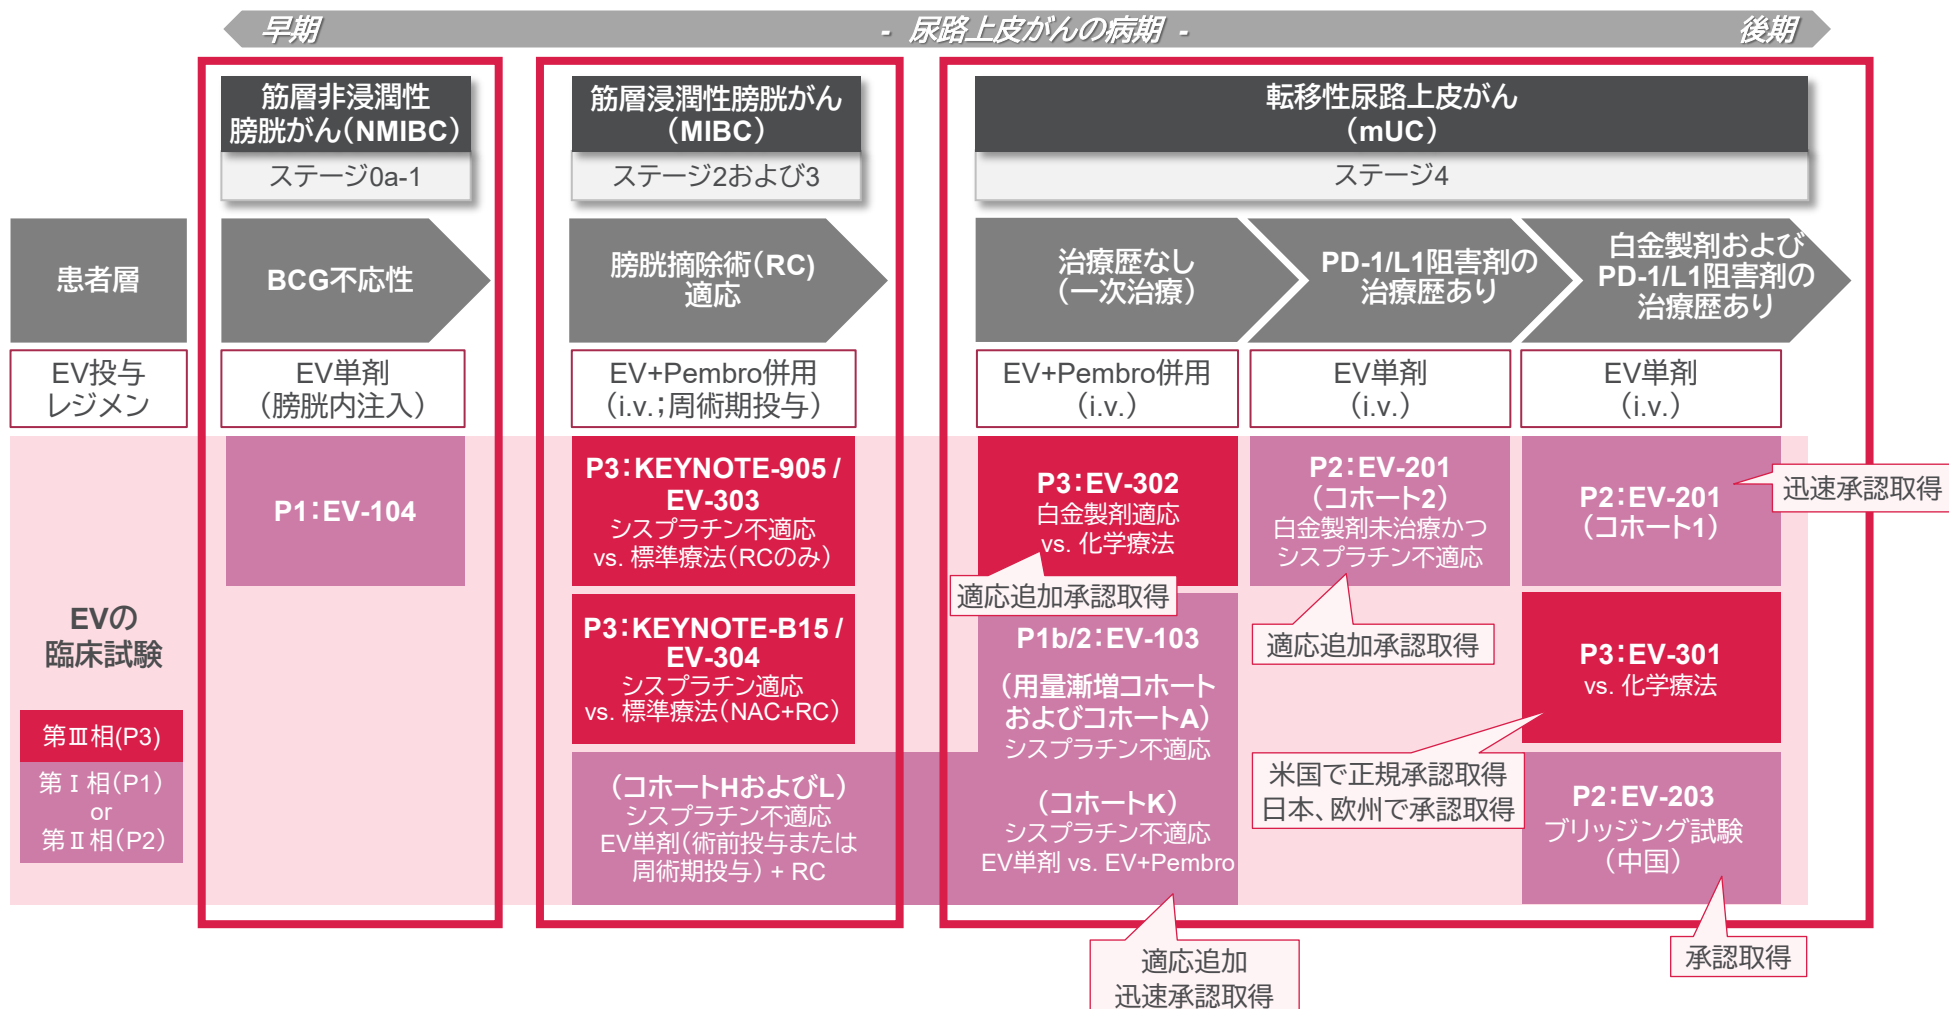 早期
- 尿路上皮がんの病期 -
後期
筋層非浸潤性
膀胱がん（NMIBC）
ステージ0a-1
筋層浸潤性膀胱がん
（MIBC）
ステージ2および3
転移性尿路上皮がん
（mUC）
ステージ4
患者層
BCG不応性
膀胱摘除術（RC)
適応
治療歴なし
（一次治療）
PD-1/L1阻害剤の
治療歴あり
白金製剤および
PD-1/L1阻害剤の
治療歴あり
EV投与
レジメン
EV単剤
（膀胱内注入）
EV+Pembro併用
（i.v.；周術期投与）
EV+Pembro併用
（i.v.）
EV単剤
（i.v.）
EV単剤
（i.v.）
EVの
臨床試験
第Ⅲ相(P3)
第Ⅰ相（P1）
or
第Ⅱ相（P2）
P1：EV-104
P3：KEYNOTE-905 /
EV-303
シスプラチン不適応
vs. 標準療法（RCのみ）
P3：KEYNOTE-B15 /
EV-304
シスプラチン適応
vs. 標準療法（NAC+RC）
（コホートHおよびL）
シスプラチン不適応
EV単剤（術前投与または
周術期投与）+ RC
P3：EV-302
白金製剤適応
vs. 化学療法
適応追加承認取得
P1b/2：EV-103
（用量漸増コホート
およびコホートA）
シスプラチン不適応
（コホートK）
シスプラチン不適応
EV単剤 vs. EV+Pembro
適応追加
迅速承認取得
P2：EV-201
（コホート2）
白金製剤未治療かつ
シスプラチン不適応
適応追加承認取得
P2：EV-201
（コホート1）
迅速承認取得
P3：EV-301
vs. 化学療法
米国で正規承認取得
日本、欧州で承認取得
P2：EV-203
ブリッジング試験
（中国）
承認取得